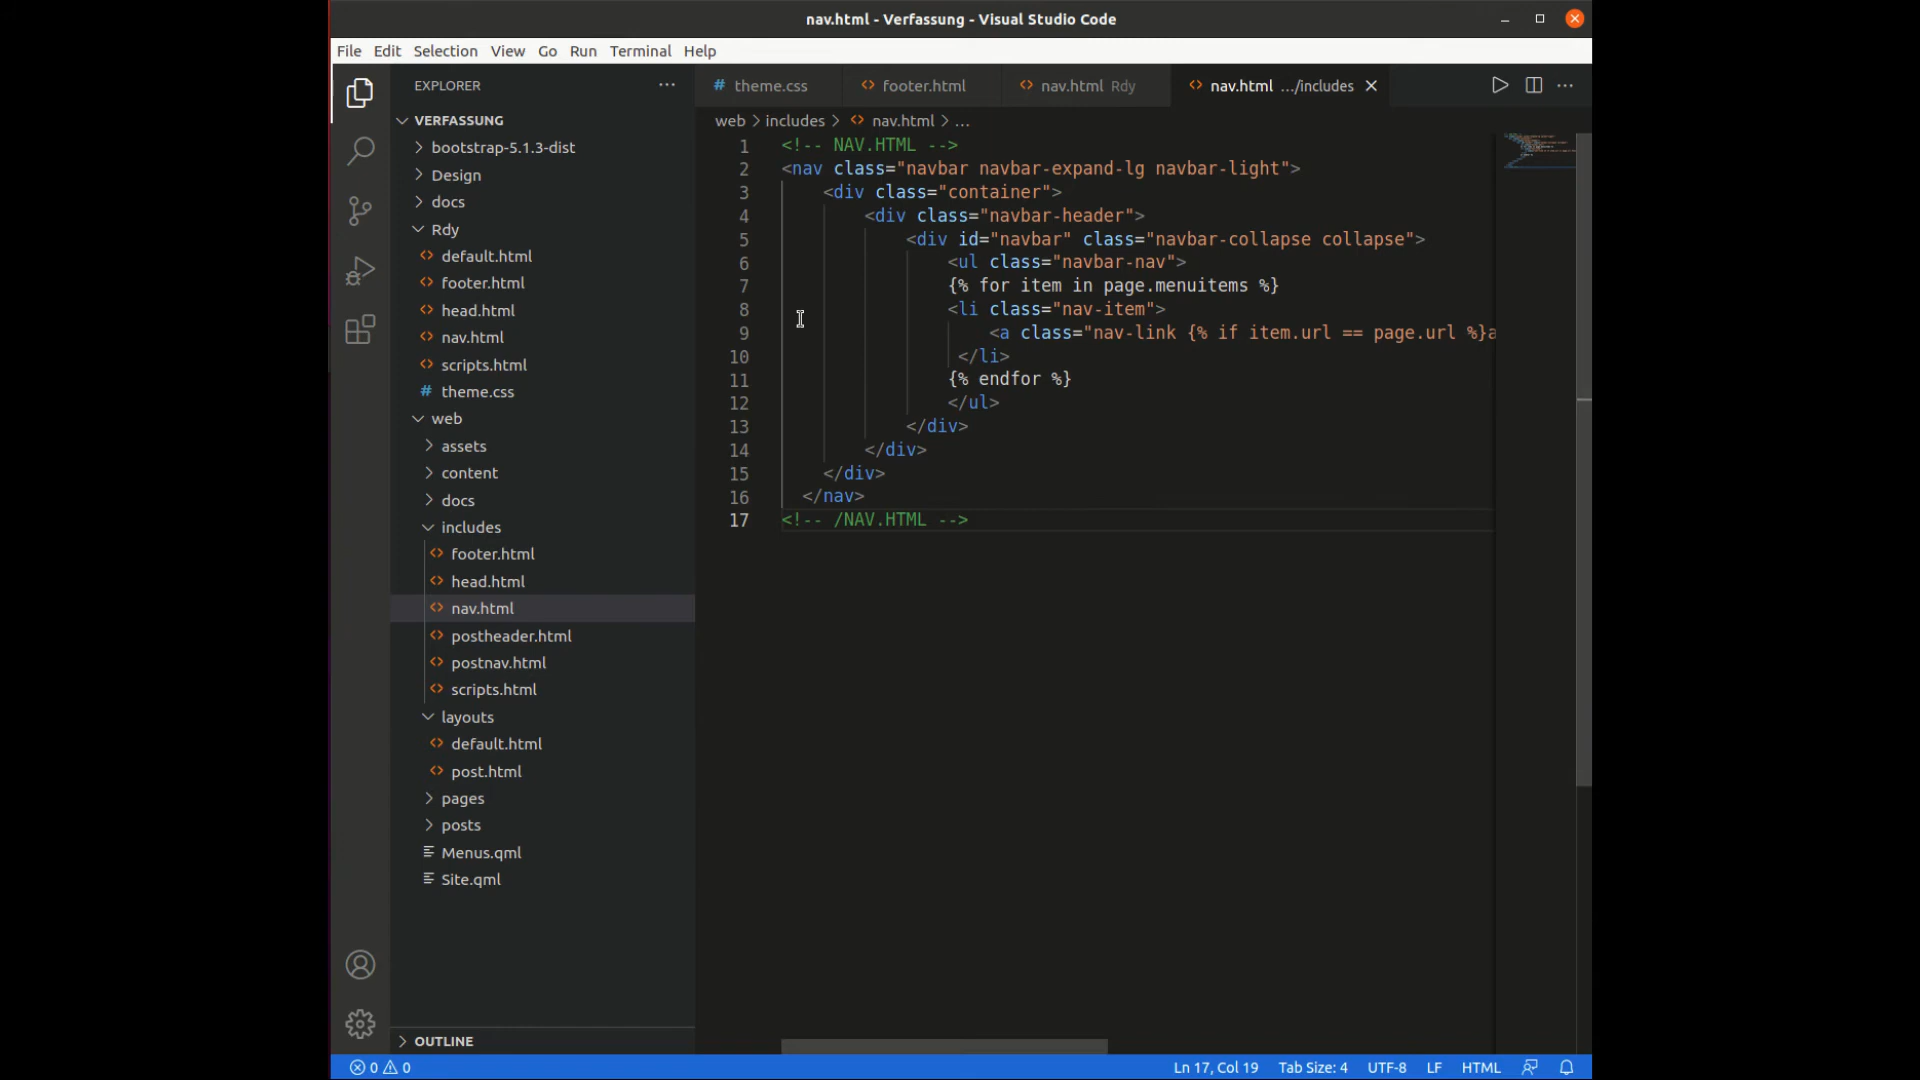 nav.html - Verfassung - Visual Studio Code
File Edit Selection View Go Run Terminal Help
EXPLORER
theme.css
footer.html
nav.html Rdy
nav.html .../includes
VERFASSUNG
bootstrap-5.1.3-dist
Design
docs
Rdy
default.html
footer.html
head.html
nav.html
scripts.html
# theme.css
web
assets
content
docs
includes
footer.html
head.html
nav.html
postheader.html
postnav.html
scripts.html
layouts
default.html
post.html
pages
posts
Menus.qml
Site.qml
OUTLINE
web > includes > nav.html > ...
1 <!-- NAV.HTML -->
2 <nav class="navbar navbar-expand-lg navbar-light">
3 <div class="container">
4 <div class="navbar-header">
5 <div id="navbar" class="navbar-collapse collapse">
6 <ul class="navbar-nav">
7 {% for item in page.menuitems %}
8 <li class="nav-item">
9 <a class="nav-link {% if item.url == page.url %}a
10 </li>
11 {% endfor %}
12 </ul>
13 </div>
14 </div>
15 </div>
16 </nav>
17 <!-- /NAV.HTML -->
0 0 Ln 17, Col 19 Tab Size: 4 UTF-8 LF HTML